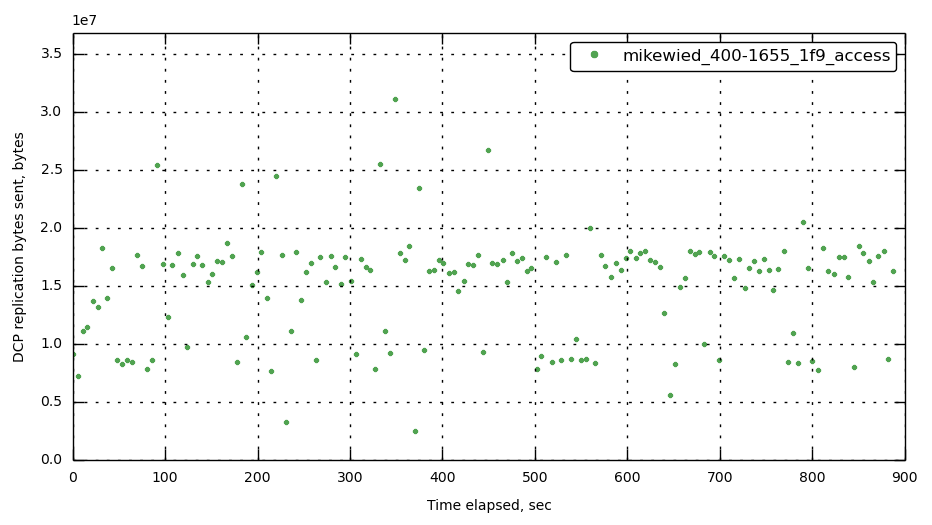 1e7
mikewied_400-1655_1f9_access
3.5
3.0
2.5
2.0
1.5
1.0
0.5
0.0
DCP replication bytes sent, bytes
0 100 200 300 400 500 600 700 800 900
Time elapsed, sec